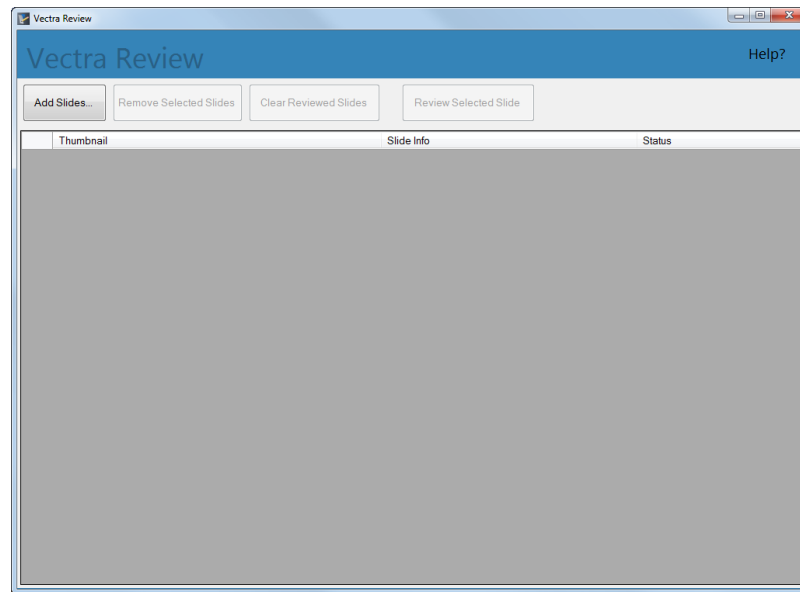 Vectra Review
Vectra Review
Help?
Add Slides...
Remove Selected Slides
Clear Reviewed Slides
Review Selected Slide
Thumbnail
Slide Info
Status